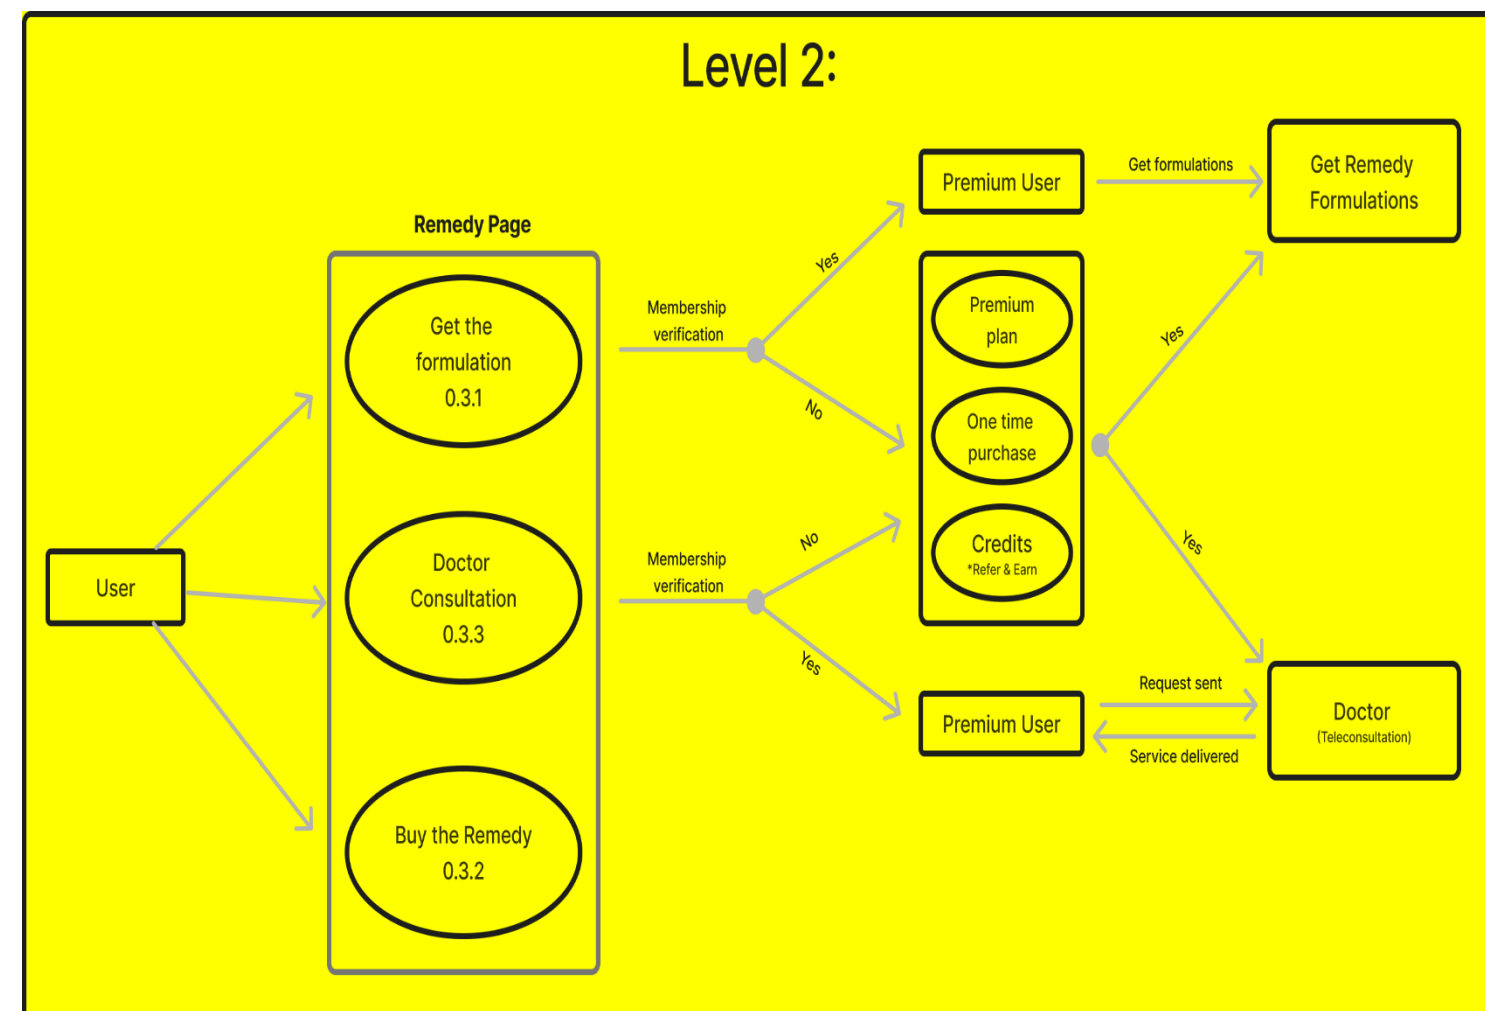 Level 2:
Remedy Page
User
Get the
formulation
0.3.1
Doctor
Consultation
0.3.3
Buy the Remedy
0.3.2
Membership
verification
Yes
No
Membership
verification
No
Yes
Premium User
Premium
plan
One time
purchase
Credits
*Refer & Earn
Premium User
Get formulations
Yes
Yes
Request sent
Service delivered
Get Remedy
Formulations
Doctor
(Teleconsultation)